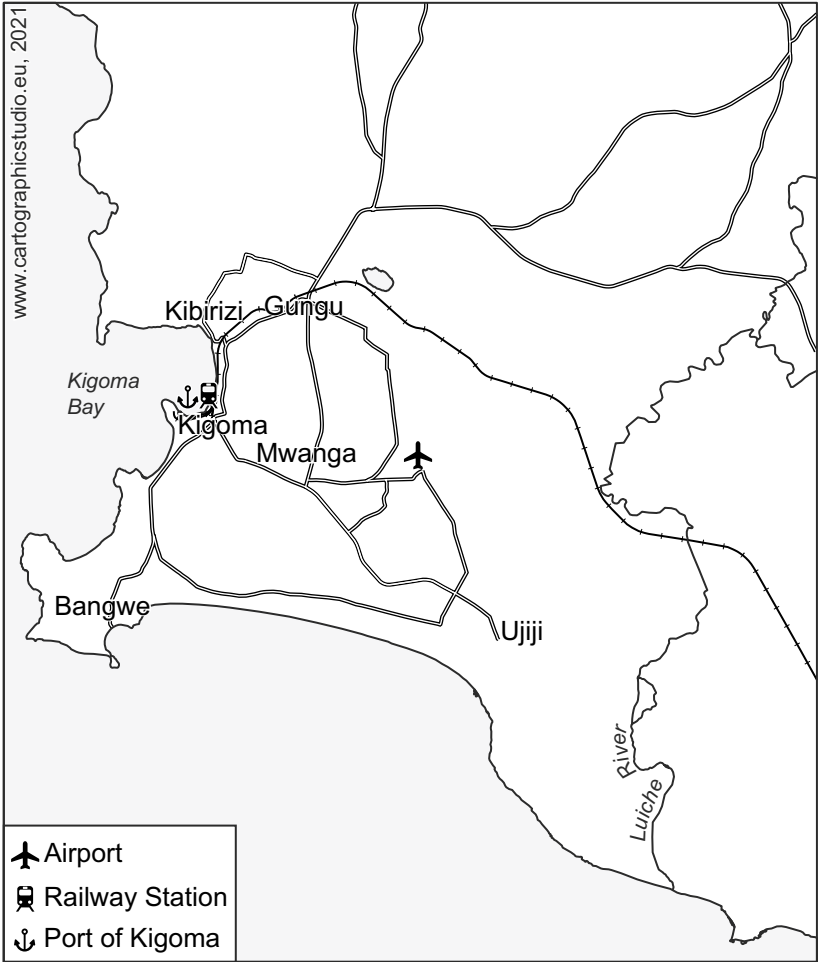 www.cartographicstudio.eu, 2021
Kibirizi
Gungu
Kigoma
Bay
Kigoma
Mwanga
Bangwe
Ujiji
River
Luiche
Airport
Railway Station
Port of Kigoma